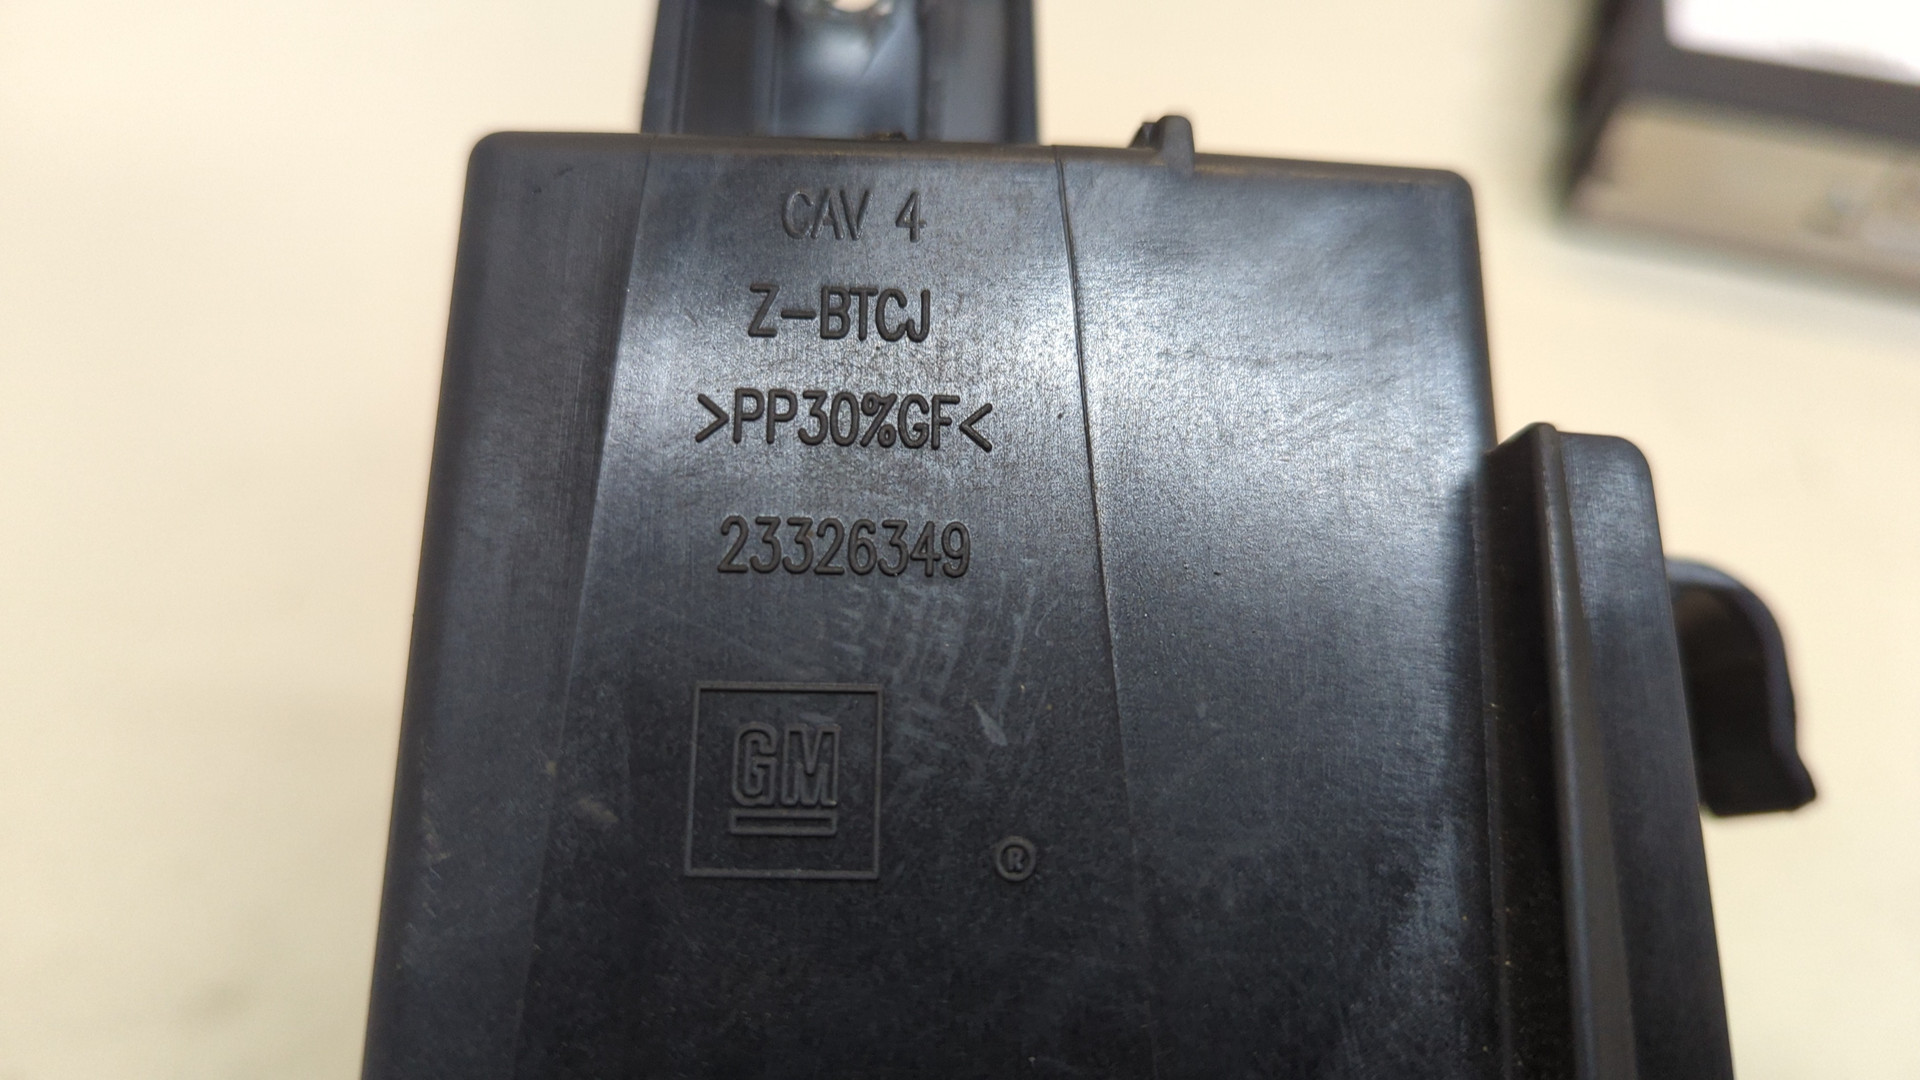 CAV 4
Z-BTCJ
>PP30%GF<
23326349
GM
®